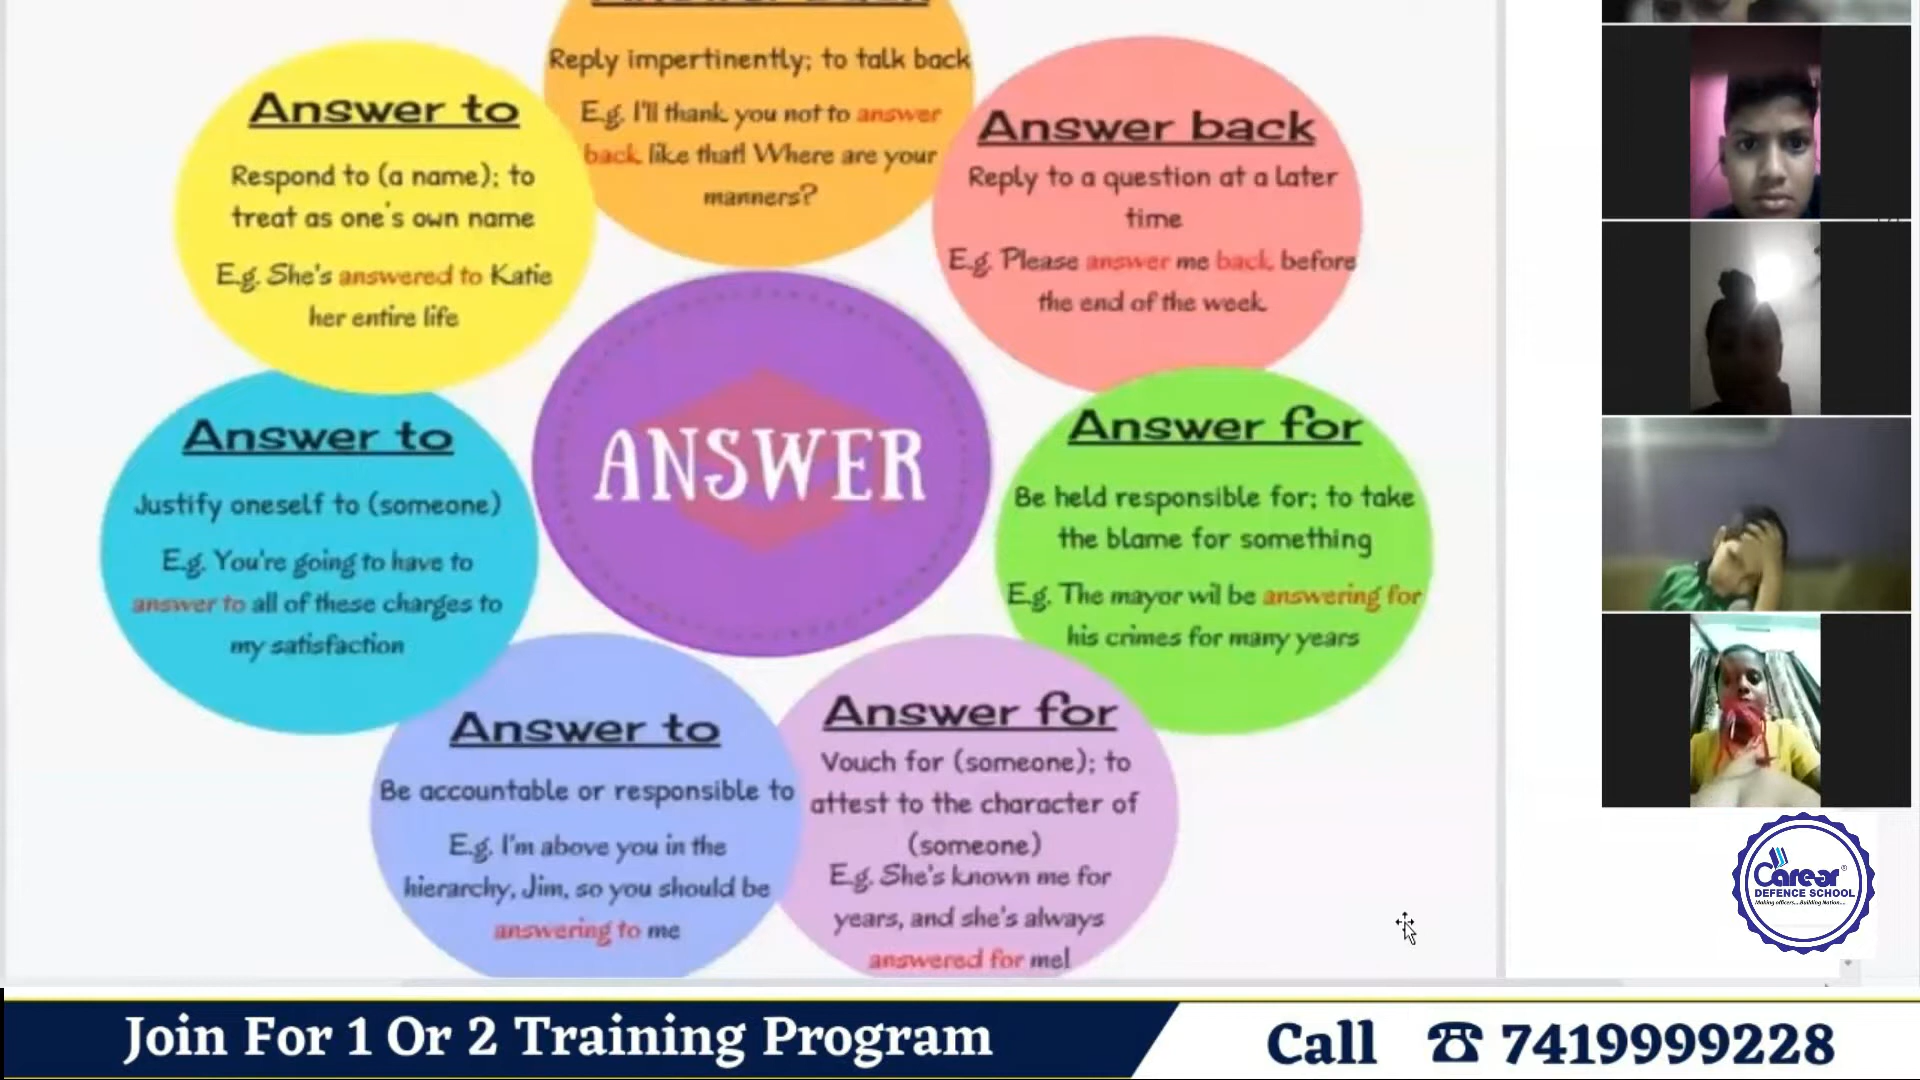 Reply impertinently; to talk back
E.g. I'll thank you not to answer
back like that! Where are your
manners?
Answer to
Respond to (a name); to
treat as one's own name
E.g. She's answered to Katie
her entire life
Answer back
Reply to a question at a later
time
E.g. Please answer me back before
the end of the week
ANSWER
Answer to
Justify oneself to (someone)
E.g. You're going to have to
answer to all of these charges to
my satisfaction
Answer for
Be held responsible for; to take
the blame for something
E.g. The mayor wil be answering for
his crimes for many years
Answer to
Be accountable or responsible to
E.g. I'm above you in the
hierarchy, Jim, so you should be
answering to me
Answer for
Vouch for (someone); to
attest to the character of
(someone)
E.g. She's known me for
years, and she's always
answered for me!
Career
DEFENCE SCHOOL
Making officers... Building Nation...
Join For 1 Or 2 Training Program
Call ☎ 7419999228